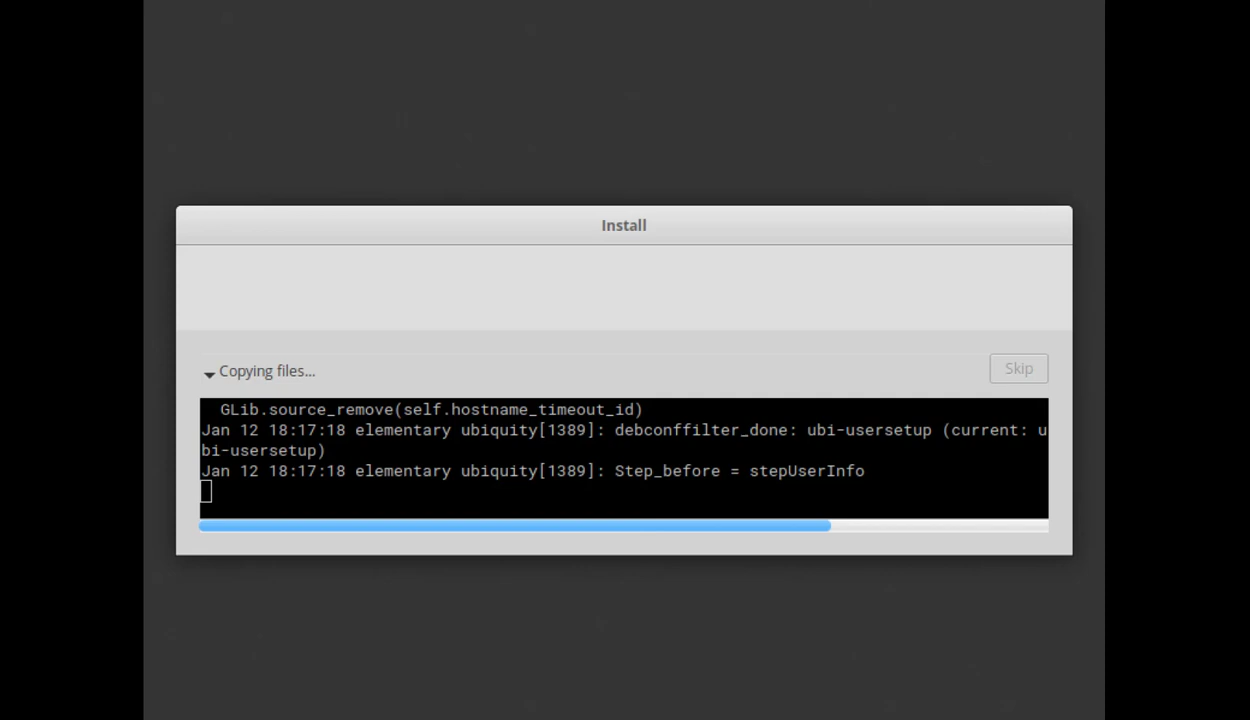 Install
Copying files...
Skip
GLib.source_remove(self.hostname_timeout_id)
Jan 12 18:17:18 elementary ubiquity[1389]: debconffilter_done: ubi-usersetup (current: u
bi-usersetup)
Jan 12 18:17:18 elementary ubiquity[1389]: Step_before = stepUserInfo